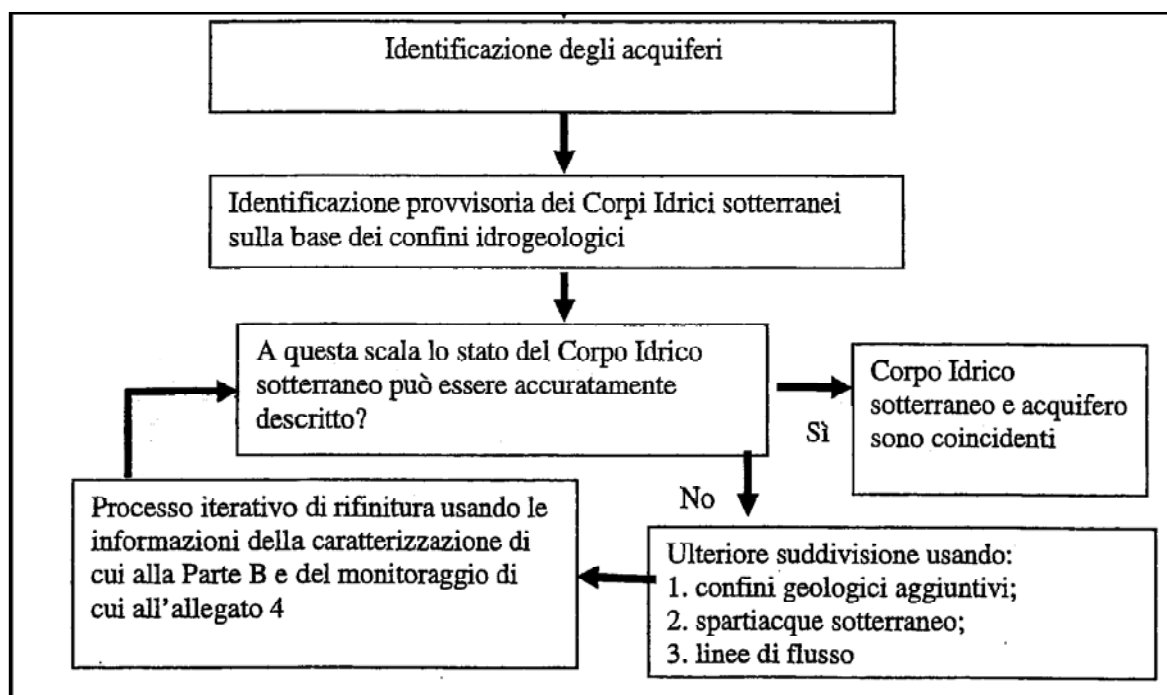 Identificazione degli acquiferi
Identificazione provvisoria dei Corpi Idrici sotterranei
sulla base dei confini idrogeologici
A questa scala lo stato del Corpo Idrico
sotterraneo può essere accuratamente
descritto?
Corpo Idrico
sotterraneo e acquifero
sono coincidenti
Sì
No
Processo iterativo di rifinitura usando le
informazioni della caratterizzazione di
cui alla Parte B e del monitoraggio di
cui all'allegato 4
Ulteriore suddivisione usando:
1. confini geologici aggiuntivi;
2. spartiacque sotterraneo;
3. linee di flusso